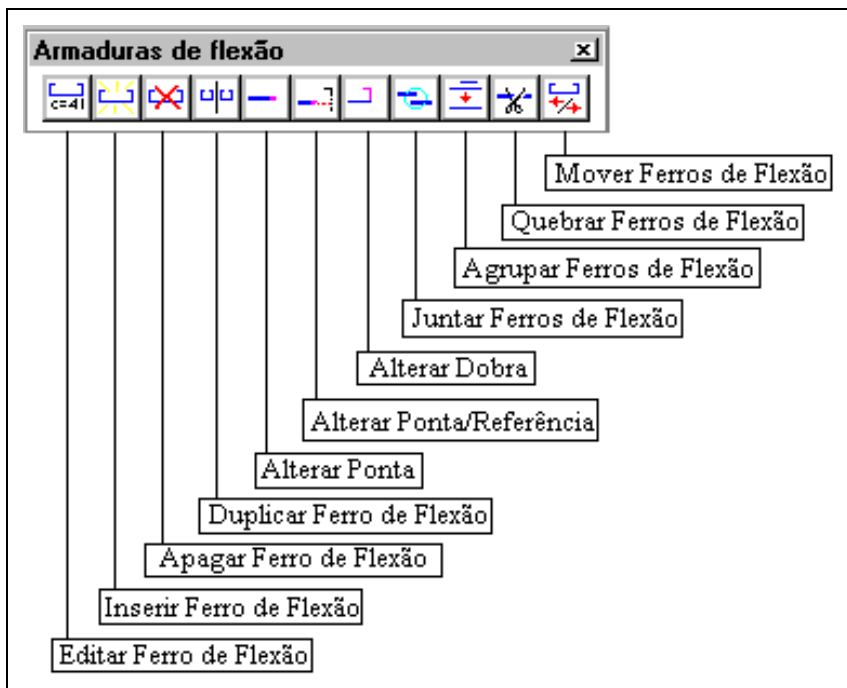 Armaduras de flexão
c=41
Mover Ferros de Flexão
Quebrar Ferros de Flexão
Agrupar Ferros de Flexão
Juntar Ferros de Flexão
Alterar Dobra
Alterar Ponta/Referência
Alterar Ponta
Duplicar Ferro de Flexão
Apagar Ferro de Flexão
Inserir Ferro de Flexão
Editar Ferro de Flexão